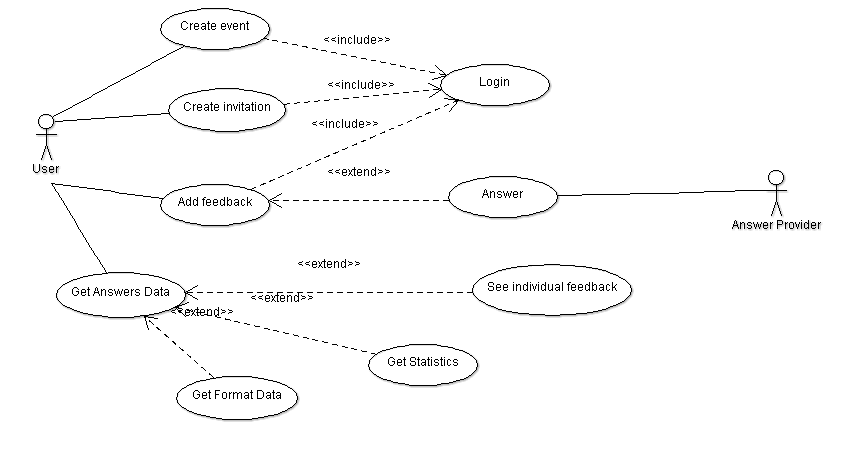 Create event
<<include>>
Login
<<include>>
Create invitation
<<include>>
User
<<extend>>
Add feedback
Answer
Answer Provider
<<extend>>
Get Answers Data
See individual feedback
<<extend>>
<<extend>>
Get Statistics
Get Format Data